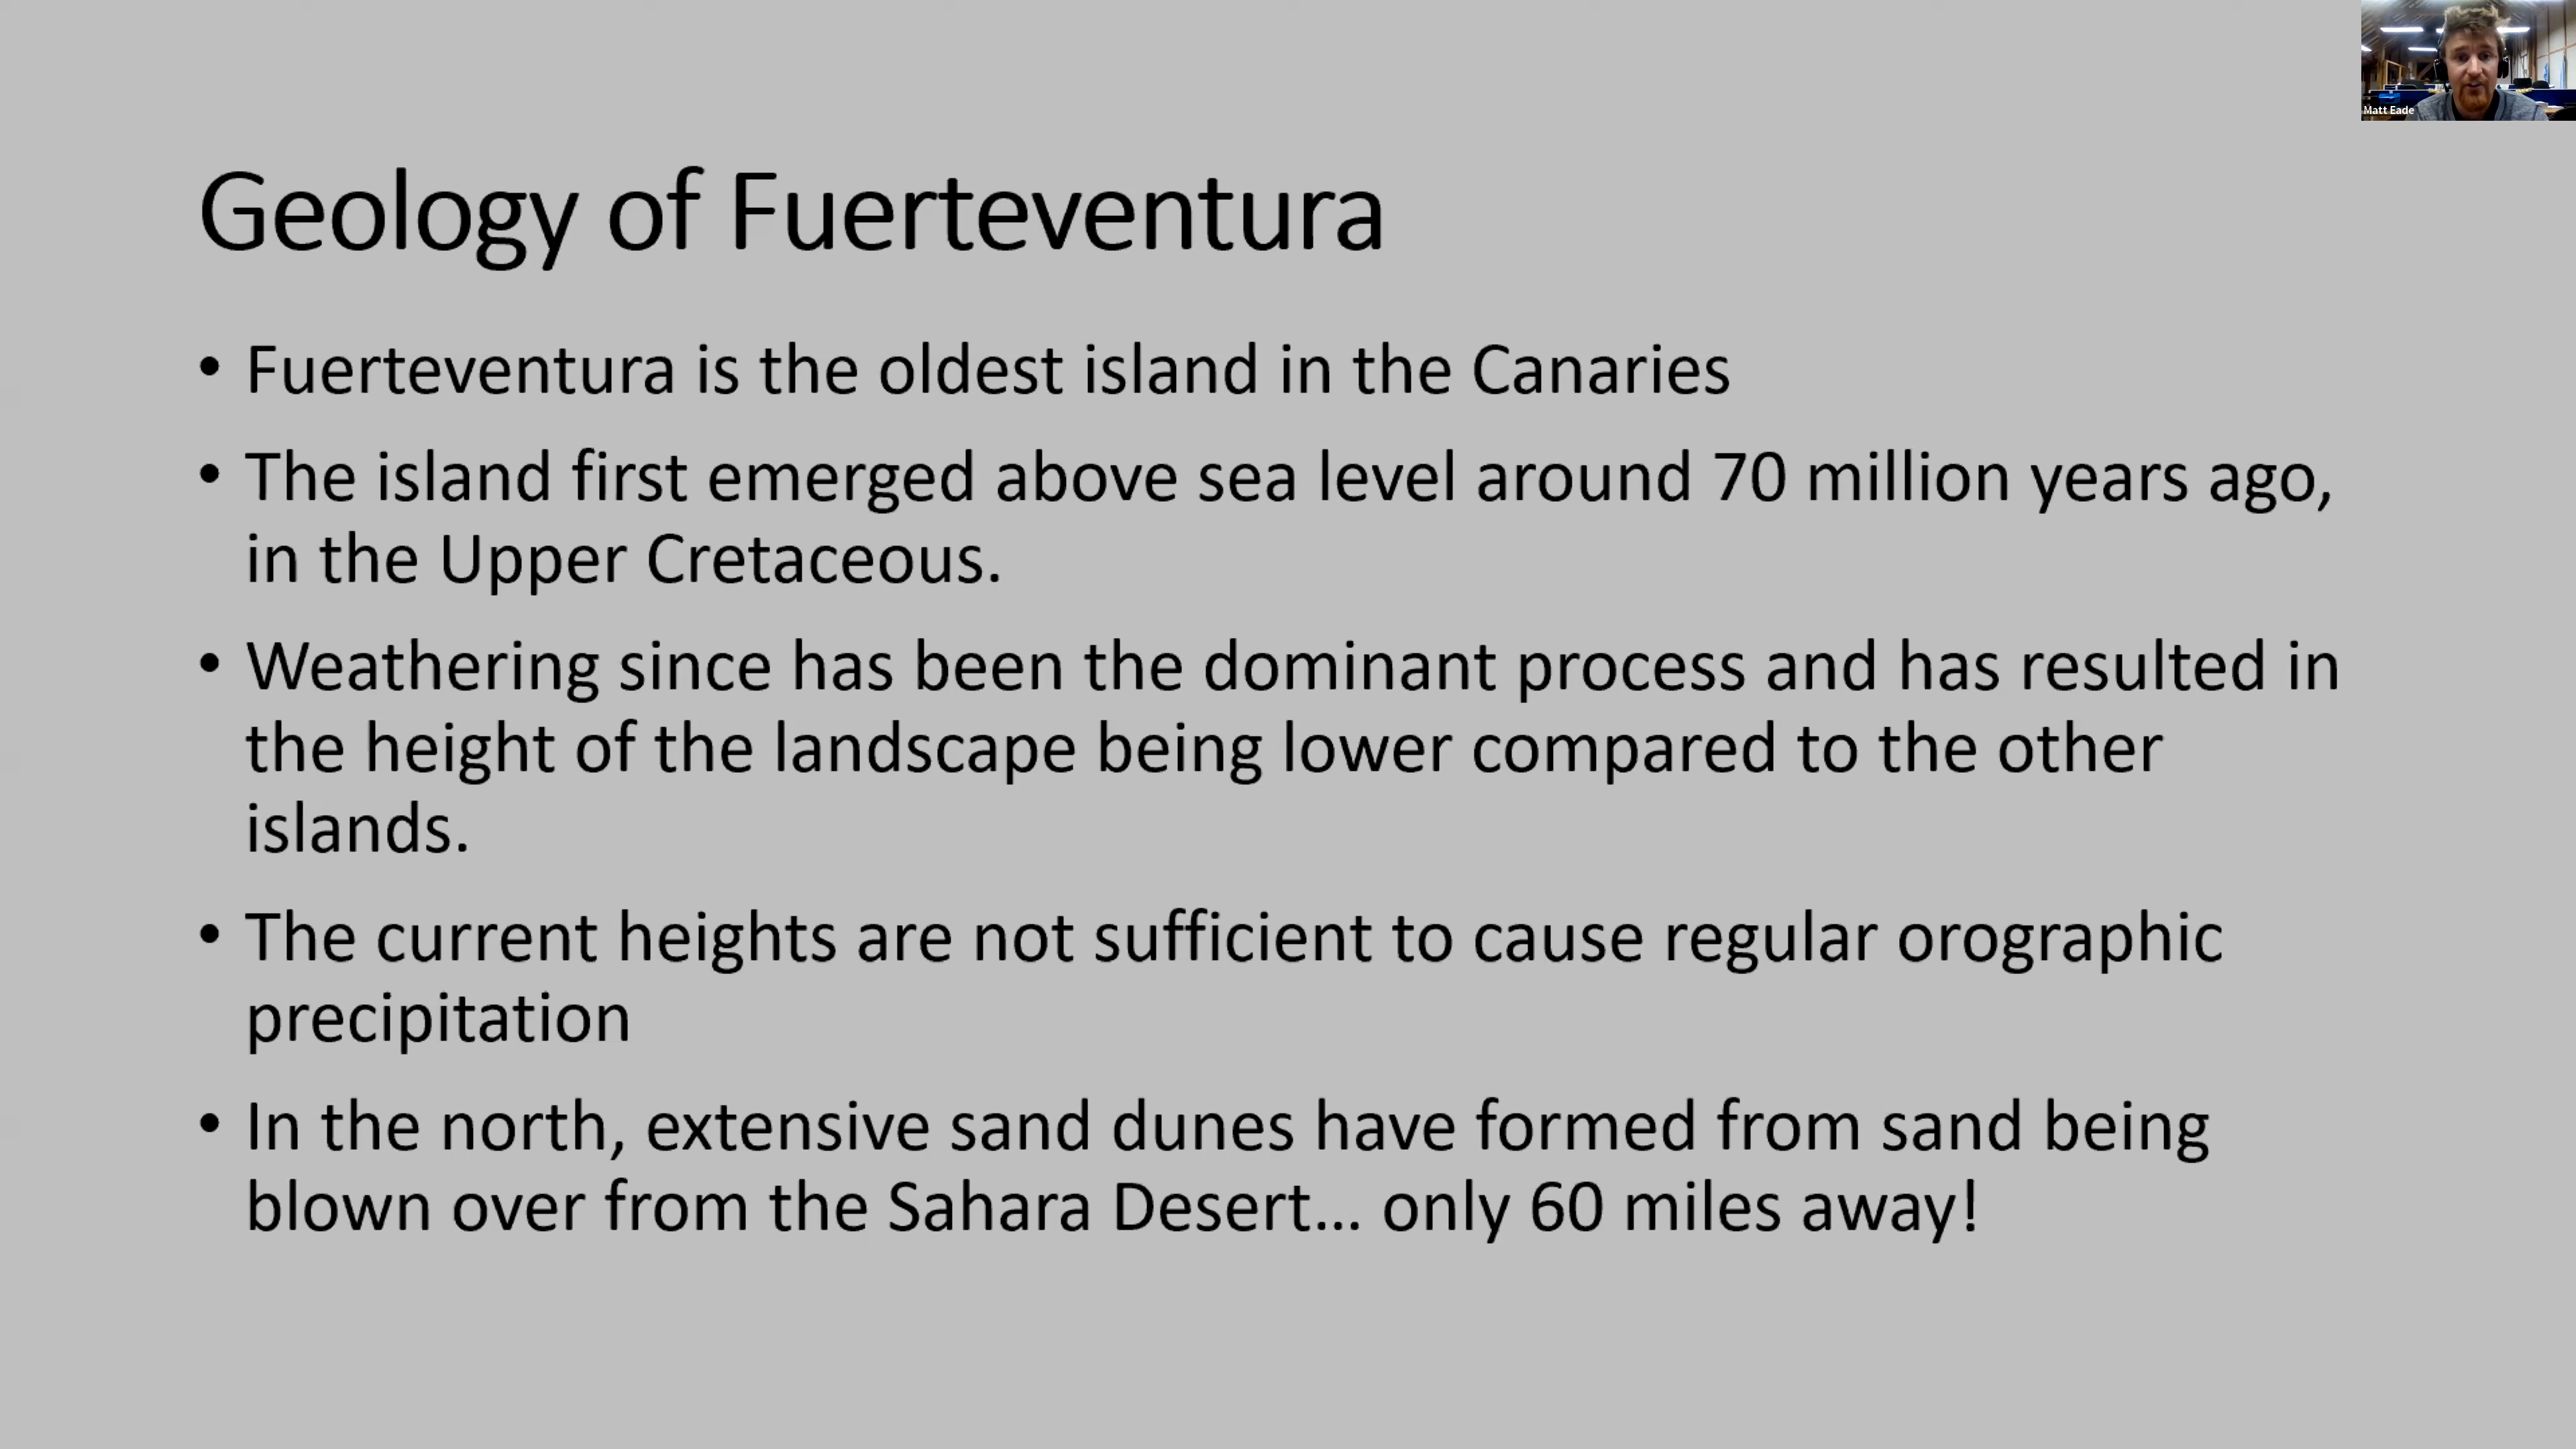 Matt Eade
Geology of Fuerteventura
• Fuerteventura is the oldest island in the Canaries
• The island first emerged above sea level around 70 million years ago,
in the Upper Cretaceous.
• Weathering since has been the dominant process and has resulted in
the height of the landscape being lower compared to the other
islands.
• The current heights are not sufficient to cause regular orographic
precipitation
• In the north, extensive sand dunes have formed from sand being
blown over from the Sahara Desert... only 60 miles away!